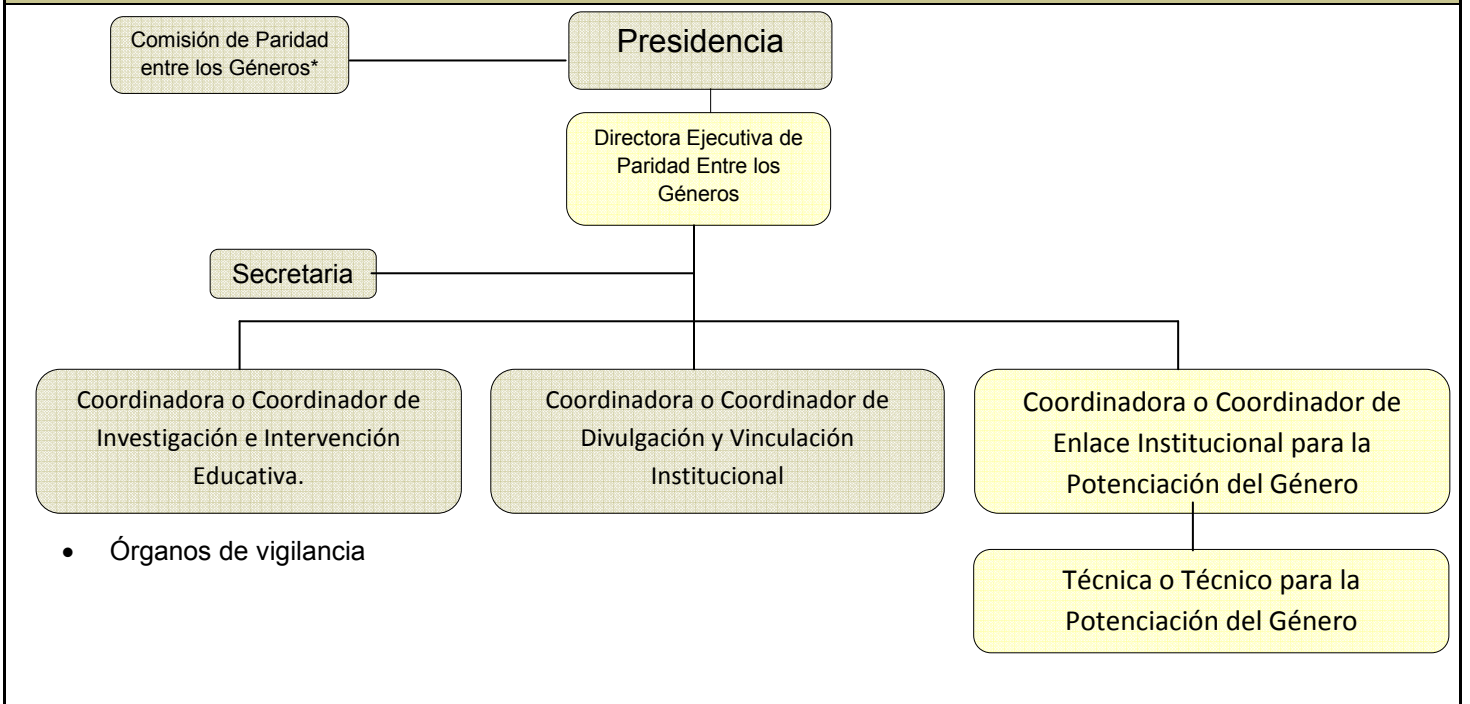 Comisión de Paridad
entre los Géneros*
Presidencia
Directora Ejecutiva de
Paridad Entre los
Géneros
Secretaria
Coordinadora o Coordinador de
Investigación e Intervención
Educativa.
Coordinadora o Coordinador de
Divulgación y Vinculación
Institucional
Coordinadora o Coordinador de
Enlace Institucional para la
Potenciación del Género
• Órganos de vigilancia
Técnica o Técnico para la
Potenciación del Género